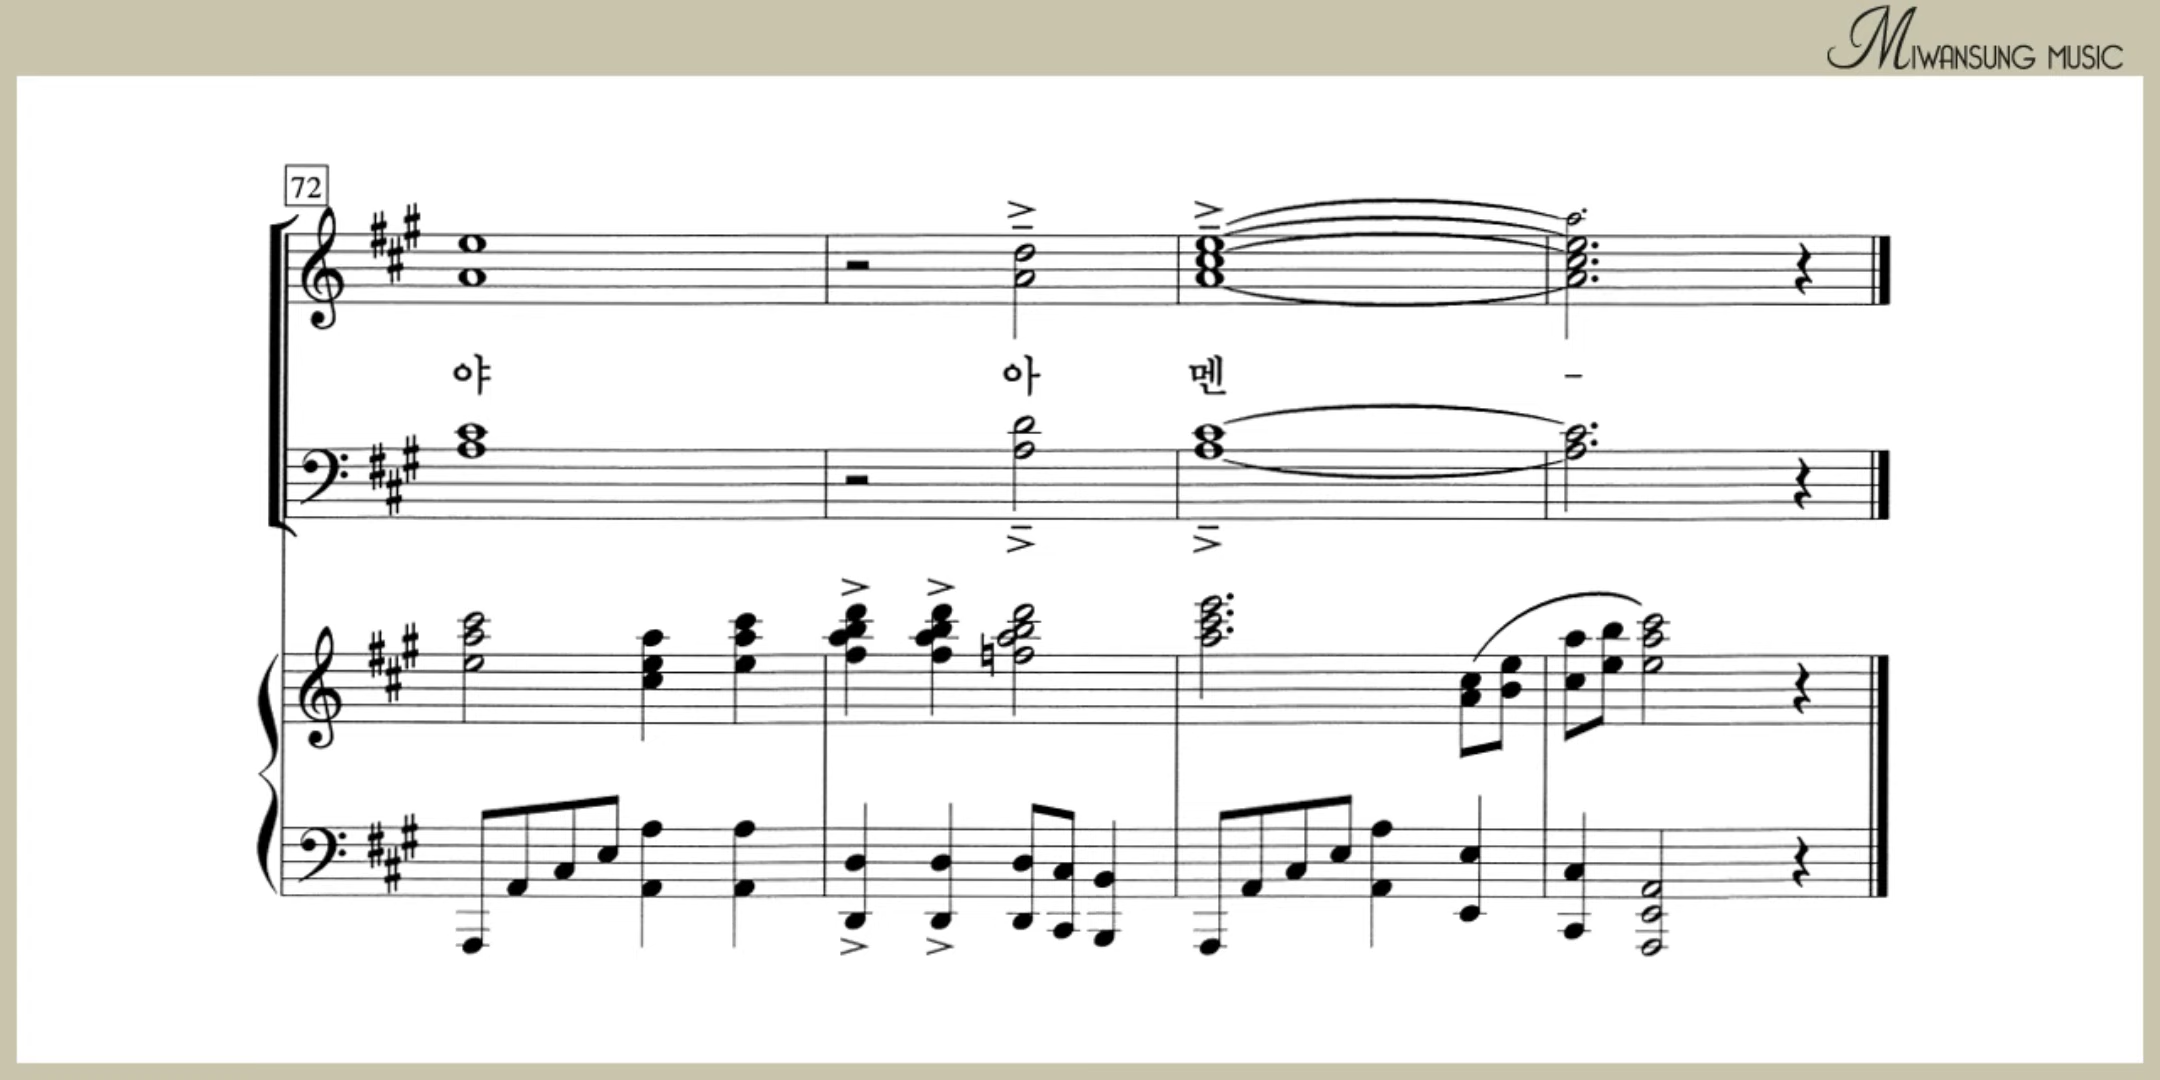 MIWANSUNG MUSIC
72
야 아 멘 –